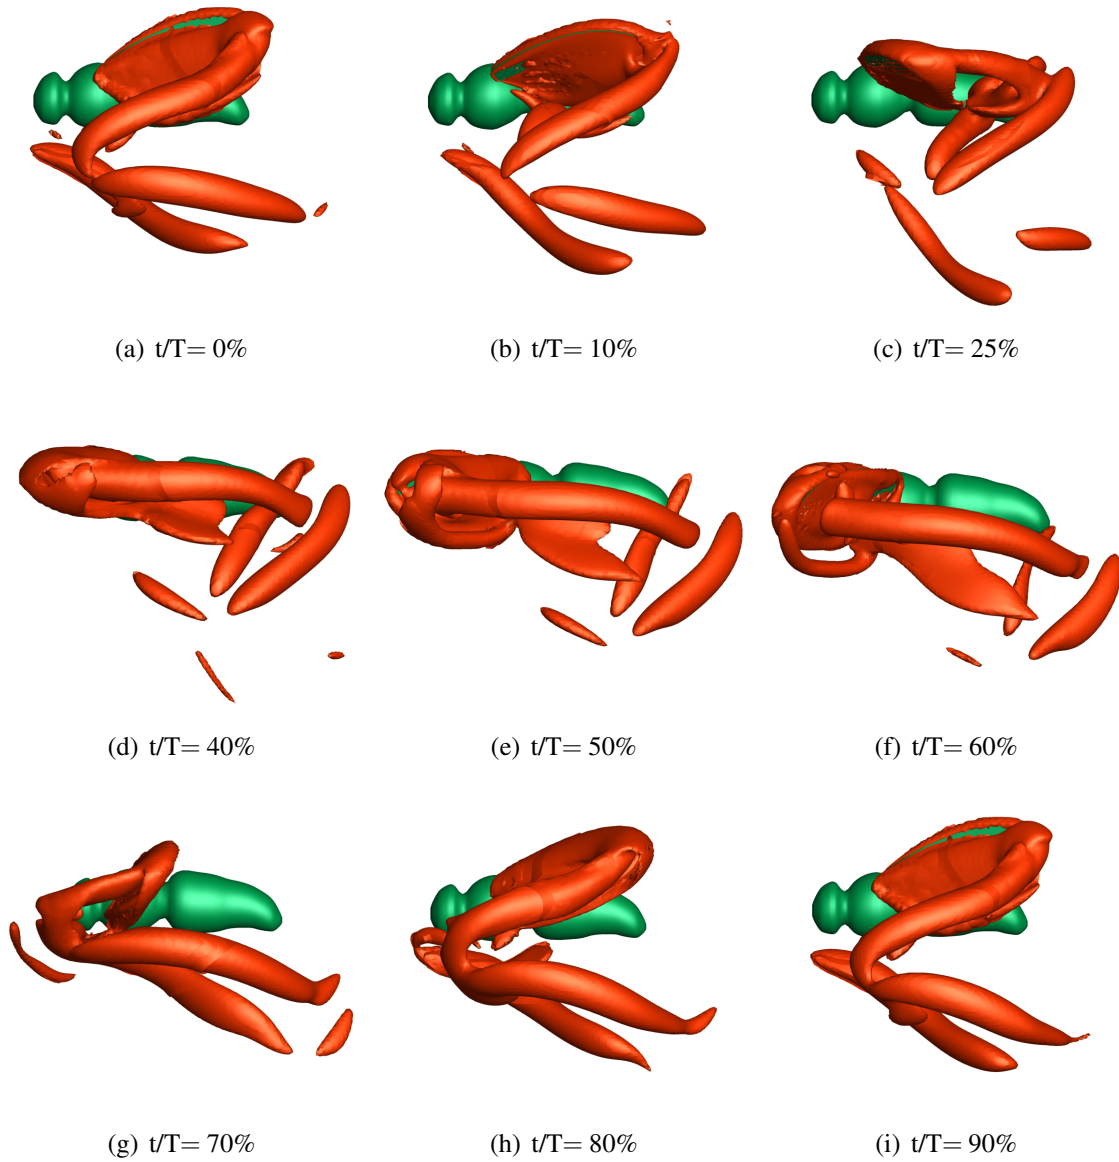 (a) t/T= 0%
(b) t/T= 10%
(c) t/T= 25%
(d) t/T= 40%
(e) t/T= 50%
(f) t/T= 60%
(g) t/T= 70%
(h) t/T= 80%
(i) t/T= 90%